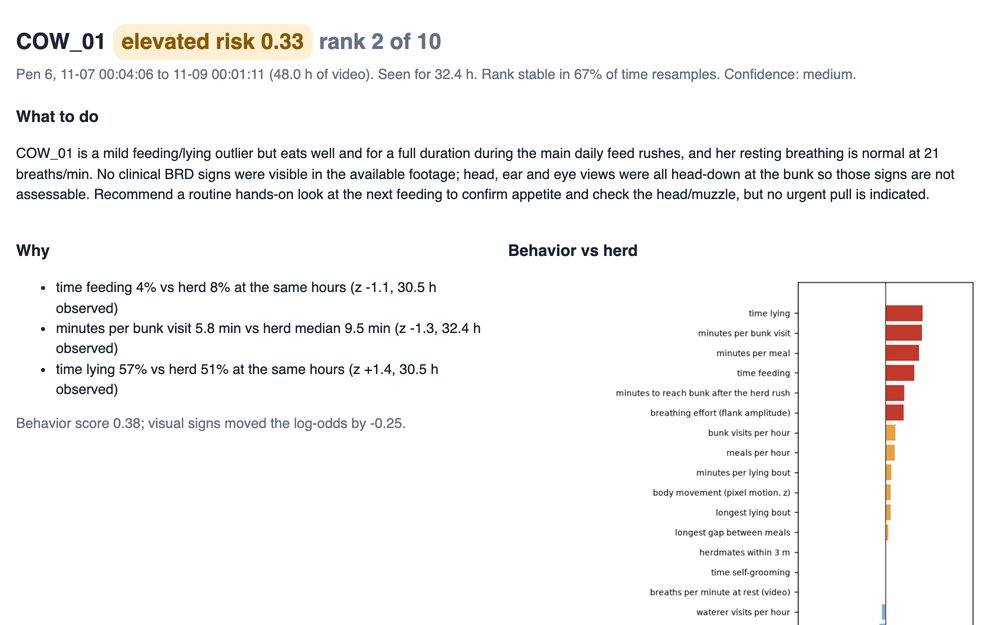 COW_01 elevated risk 0.33 rank 2 of 10
Pen 6, 11-07 00:04:06 to 11-09 00:01:11 (48.0 h of video). Seen for 32.4 h. Rank stable in 67% of time resamples. Confidence: medium.
What to do
COW_01 is a mild feeding/lying outlier but eats well and for a full duration during the main daily feed rushes, and her resting breathing is normal at 21
breaths/min. No clinical BRD signs were visible in the available footage; head, ear and eye views were all head-down at the bunk so those signs are not
assessable. Recommend a routine hands-on look at the next feeding to confirm appetite and check the head/muzzle, but no urgent pull is indicated.
Why
• time feeding 4% vs herd 8% at the same hours (z -1.1, 30.5 h
observed)
• minutes per bunk visit 5.8 min vs herd median 9.5 min (z -1.3, 32.4 h
observed)
• time lying 57% vs herd 51% at the same hours (z +1.4, 30.5 h
observed)
Behavior score 0.38; visual signs moved the log-odds by -0.25.
Behavior vs herd
time lying
minutes per bunk visit
minutes per meal
time feeding
minutes to reach bunk after the herd rush
breathing effort (flank amplitude)
bunk visits per hour
meals per hour
minutes per lying bout
body movement (pixel motion, z)
longest lying bout
longest gap between meals
herdmates within 3 m
time self-grooming
breaths per minute at rest (video)
waterer visits per hour